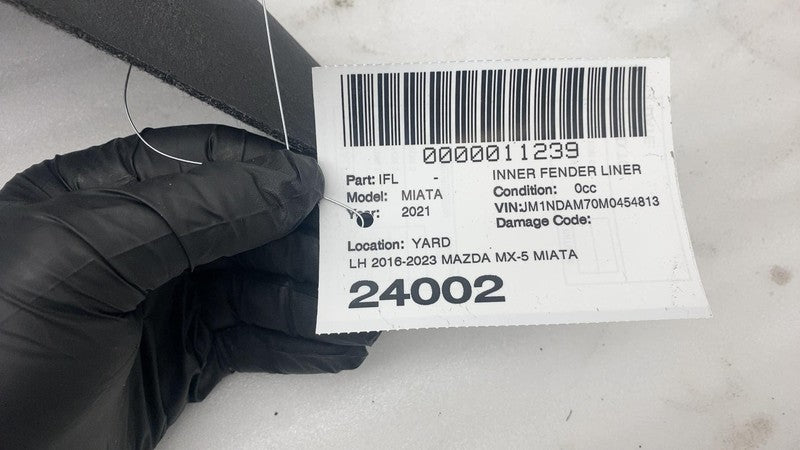 0000011239
Part: IFL - INNER FENDER LINER
Model: MIATA Condition: 0cc
Year: 2021 VIN:JM1NDAM70M0454813
Damage Code:
Location: YARD
LH 2016-2023 MAZDA MX-5 MIATA
24002